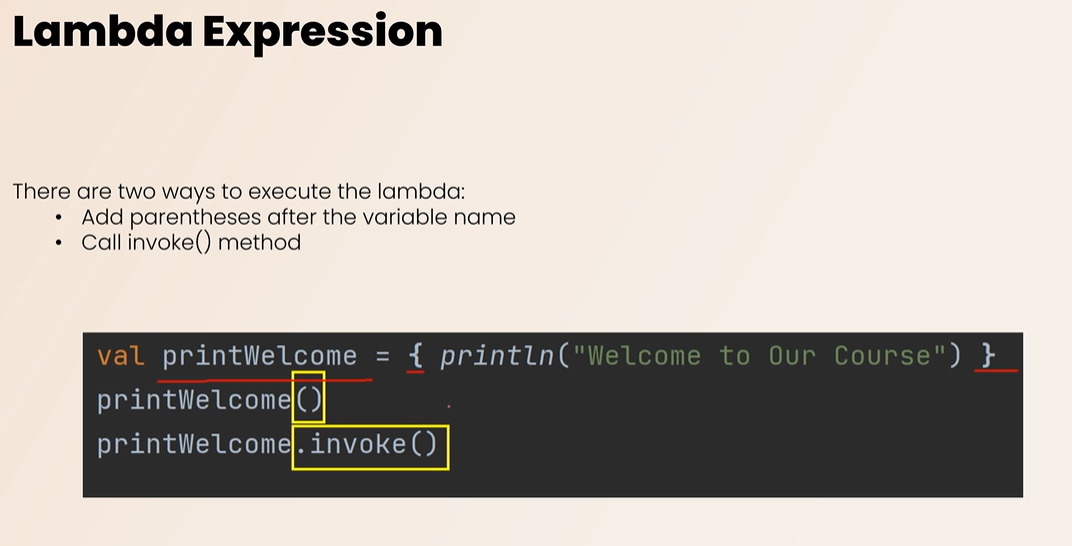 Lambda Expression
There are two ways to execute the lambda:
• Add parentheses after the variable name
• Call invoke() method
val printWelcome = { println("Welcome to Our Course") }
printWelcome()
printWelcome.invoke()